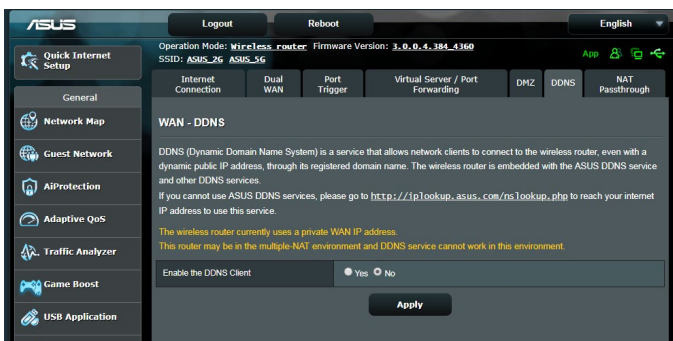 ASUS
Logout
Reboot
English
Quick Internet
Setup
General
Network Map
Guest Network
AiProtection
Adaptive QoS
Traffic Analyzer
Game Boost
USB Application
Operation Mode: Wireless router Firmware Version: 3.0.0.4.384_4360
SSID: ASUS_2G ASUS_5G
App
Internet
Connection
Dual
WAN
Port
Trigger
Virtual Server / Port
Forwarding
DMZ
DDNS
NAT
Passthrough
WAN - DDNS
DDNS (Dynamic Domain Name System) is a service that allows network clients to connect to the wireless router, even with a
dynamic public IP address, through its registered domain name. The wireless router is embedded with the ASUS DDNS service
and other DDNS services.
If you cannot use ASUS DDNS services, please go to http://iplookup.asus.com/nslookup.php to reach your internet
IP address to use this service.
The wireless router currently uses a private WAN IP address.
This router may be in the multiple-NAT environment and DDNS service cannot work in this environment.
Enable the DDNS Client
Yes No
Apply